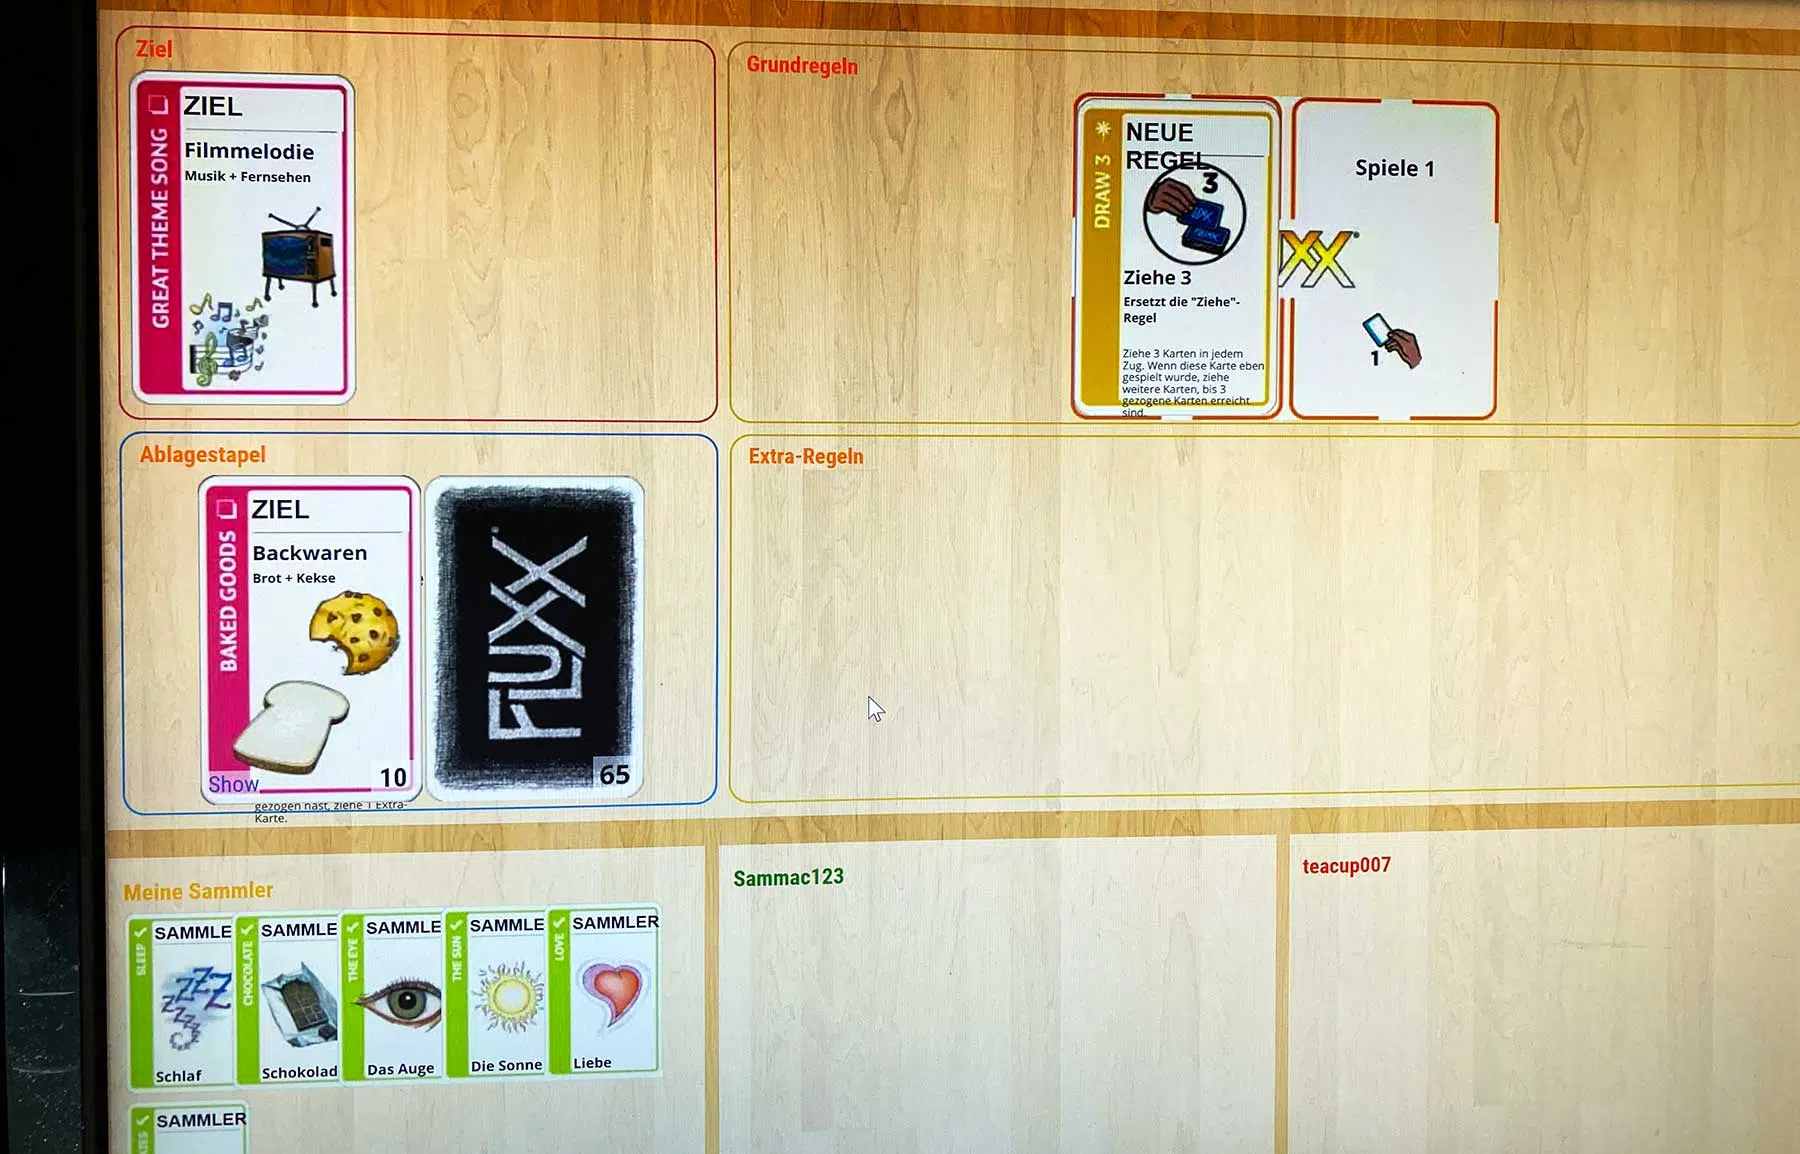 Ziel
ZIEL
GREAT THEME SONG
Filmmelodie
Musik + Fernsehen
Grundregeln
NEUE
REGEL
DRAW 3
3
Ziehe 3
Ersetzt die "Ziehe"-
Regel
Ziehe 3 Karten in jedem
Zug. Wenn diese Karte eben
gespielt wurde, ziehe
weitere Karten, bis 3
gezogene Karten erreicht
sind.
Spiele 1
XX
1
Ablagestapel
ZIEL
BAKED GOODS
Backwaren
Brot + Kekse
Show
10
gezogen hast, ziehe 1 Extra-
Karte.
FLUXX
65
Extra-Regeln
Meine Sammler
SLEEP
SAMMLE
Schlaf
CHOCOLATE
SAMMLE
Schokolad
THE EYE
SAMMLE
Das Auge
THE SUN
SAMMLE
Die Sonne
LOVE
SAMMLER
Liebe
SAMMLER
Sammac123
teacup007